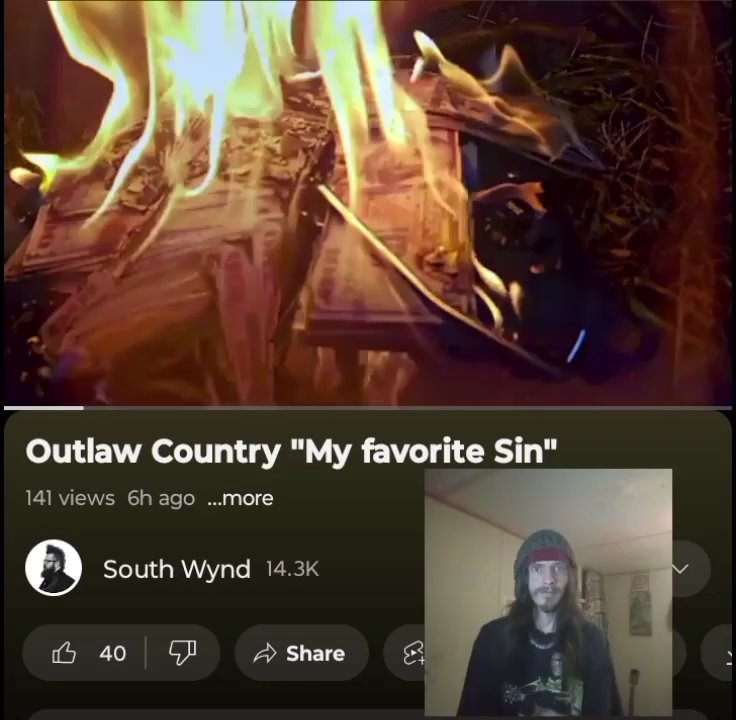 Outlaw Country "My favorite Sin"
141 views 6h ago ...more
South Wynd 14.3K
40 Share